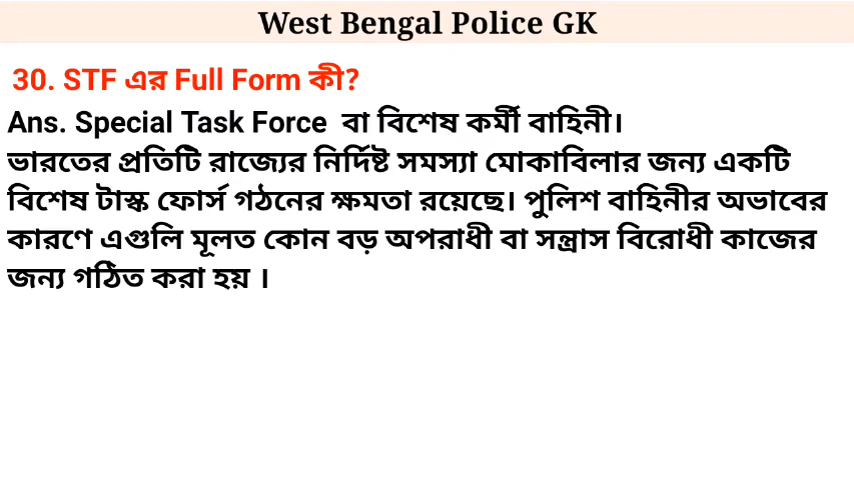 West Bengal Police GK
30. STF এর Full Form কী?
Ans. Special Task Force বা বিশেষ কর্মী বাহিনী।
ভারতের প্রতিটি রাজ্যের নির্দিষ্ট সমস্যা মোকাবিলার জন্য একটি
বিশেষ টাস্ক ফোর্স গঠনের ক্ষমতা রয়েছে। পুলিশ বাহিনীর অভাবের
কারণে এগুলি মূলত কোন বড় অপরাধী বা সন্ত্রাস বিরোধী কাজের
জন্য গঠিত করা হয় ।